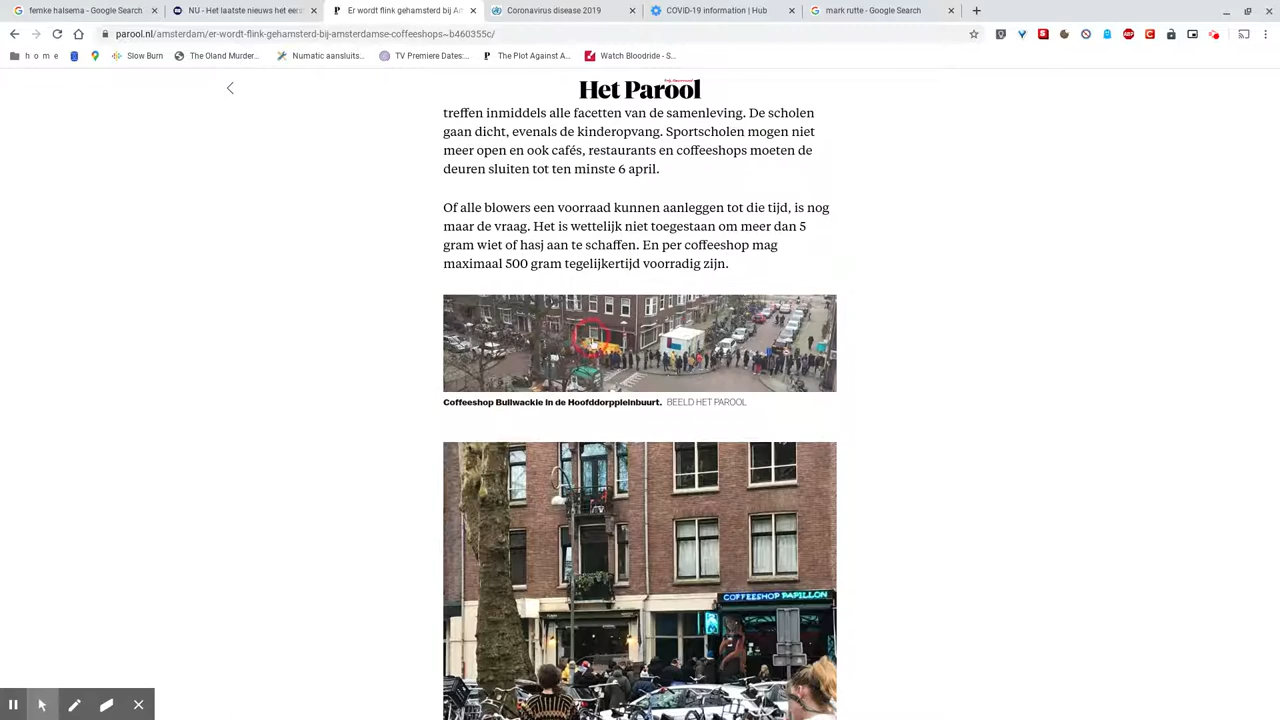 femke halsema - Google Search
NU - Het laatste nieuws het eers
Er wordt flink gehamsterd bij Am
Coronavirus disease 2019
COVID-19 information | Hub
mark rutte - Google Search
parool.nl/amsterdam/er-wordt-flink-gehamsterd-bij-amsterdamse-coffeeshops~b460355c/
h o m e
Slow Burn
The Oland Murder...
Numatic aansluits...
TV Premiere Dates:...
The Plot Against A...
Watch Bloodride - S...
Het Parool
treffen inmiddels alle facetten van de samenleving. De scholen
gaan dicht, evenals de kinderopvang. Sportscholen mogen niet
meer open en ook cafés, restaurants en coffeeshops moeten de
deuren sluiten tot ten minste 6 april.
Of alle blowers een voorraad kunnen aanleggen tot die tijd, is nog
maar de vraag. Het is wettelijk niet toegestaan om meer dan 5
gram wiet of hasj aan te schaffen. En per coffeeshop mag
maximaal 500 gram tegelijkertijd voorradig zijn.
Coffeeshop Bullwackie in de Hoofddorppleinbuurt. BEELD HET PAROOL
COFFEESHOP PAPILLON